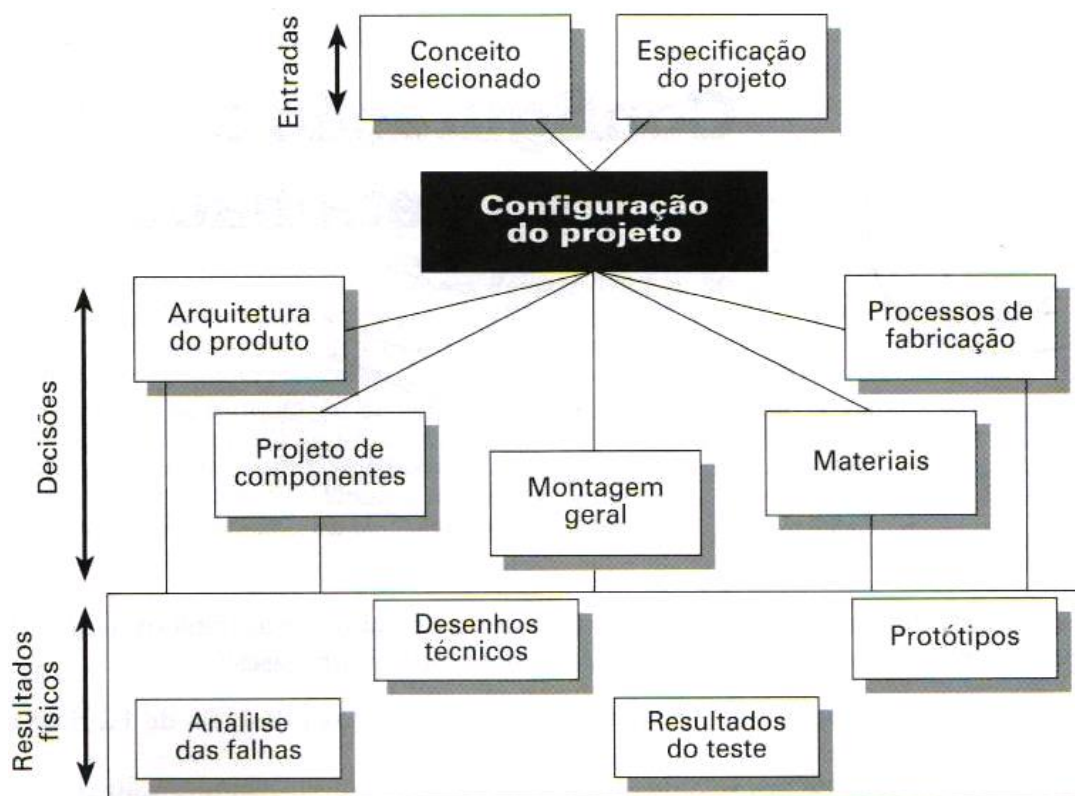 Entradas
Conceito
selecionado
Especificação
do projeto
Configuração
do projeto
Decisões
Arquitetura
do produto
Processos de
fabricação
Projeto de
componentes
Montagem
geral
Materiais
Resultados
físicos
Desenhos
técnicos
Protótipos
Análise
das falhas
Resultados
do teste